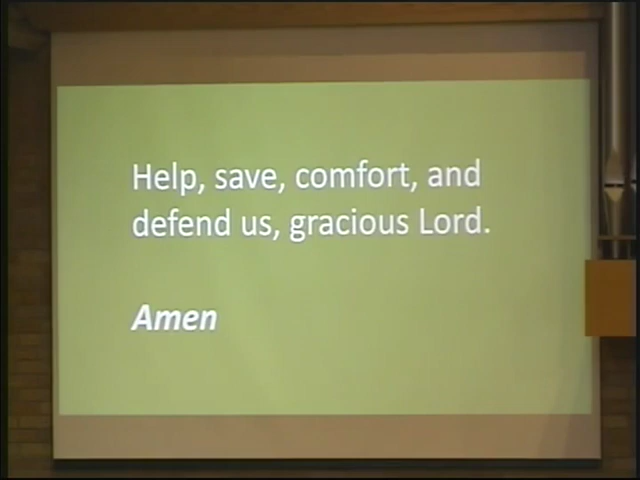 Help, save, comfort, and
defend us, gracious Lord.
Amen